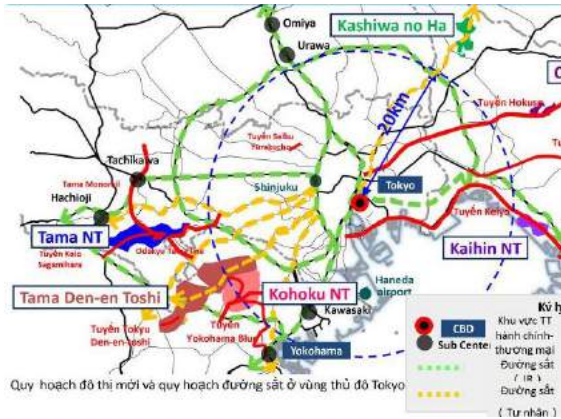 Omiya
Kashiwa no Ha
Urawa
20km
Tuyến Hokuso
Tuyến Seibu
Yurakucho
Tachikawa
Tama Monorail
Shinjuku
Tokyo
Hachioji
Tuyến Keiyo
Tama NT
Odakyu Tama Line
Tuyến Keio
Sagamihara
Kaihin NT
Haneda
airport
Tama Den-en Toshi
Kohoku NT
Kawasaki
Tuyến Tokyu
Den-en-toshi
Tuyến
Yokohama Blue
Yokohama
Ký h
CBD
Khu vực TT
hành chính-
thương mại
Sub Center
Đường sắt
( JR )
Đường sắt
( Tư nhân )
Quy hoạch đô thị mới và quy hoạch đường sắt ở vùng thủ đô Tokyo